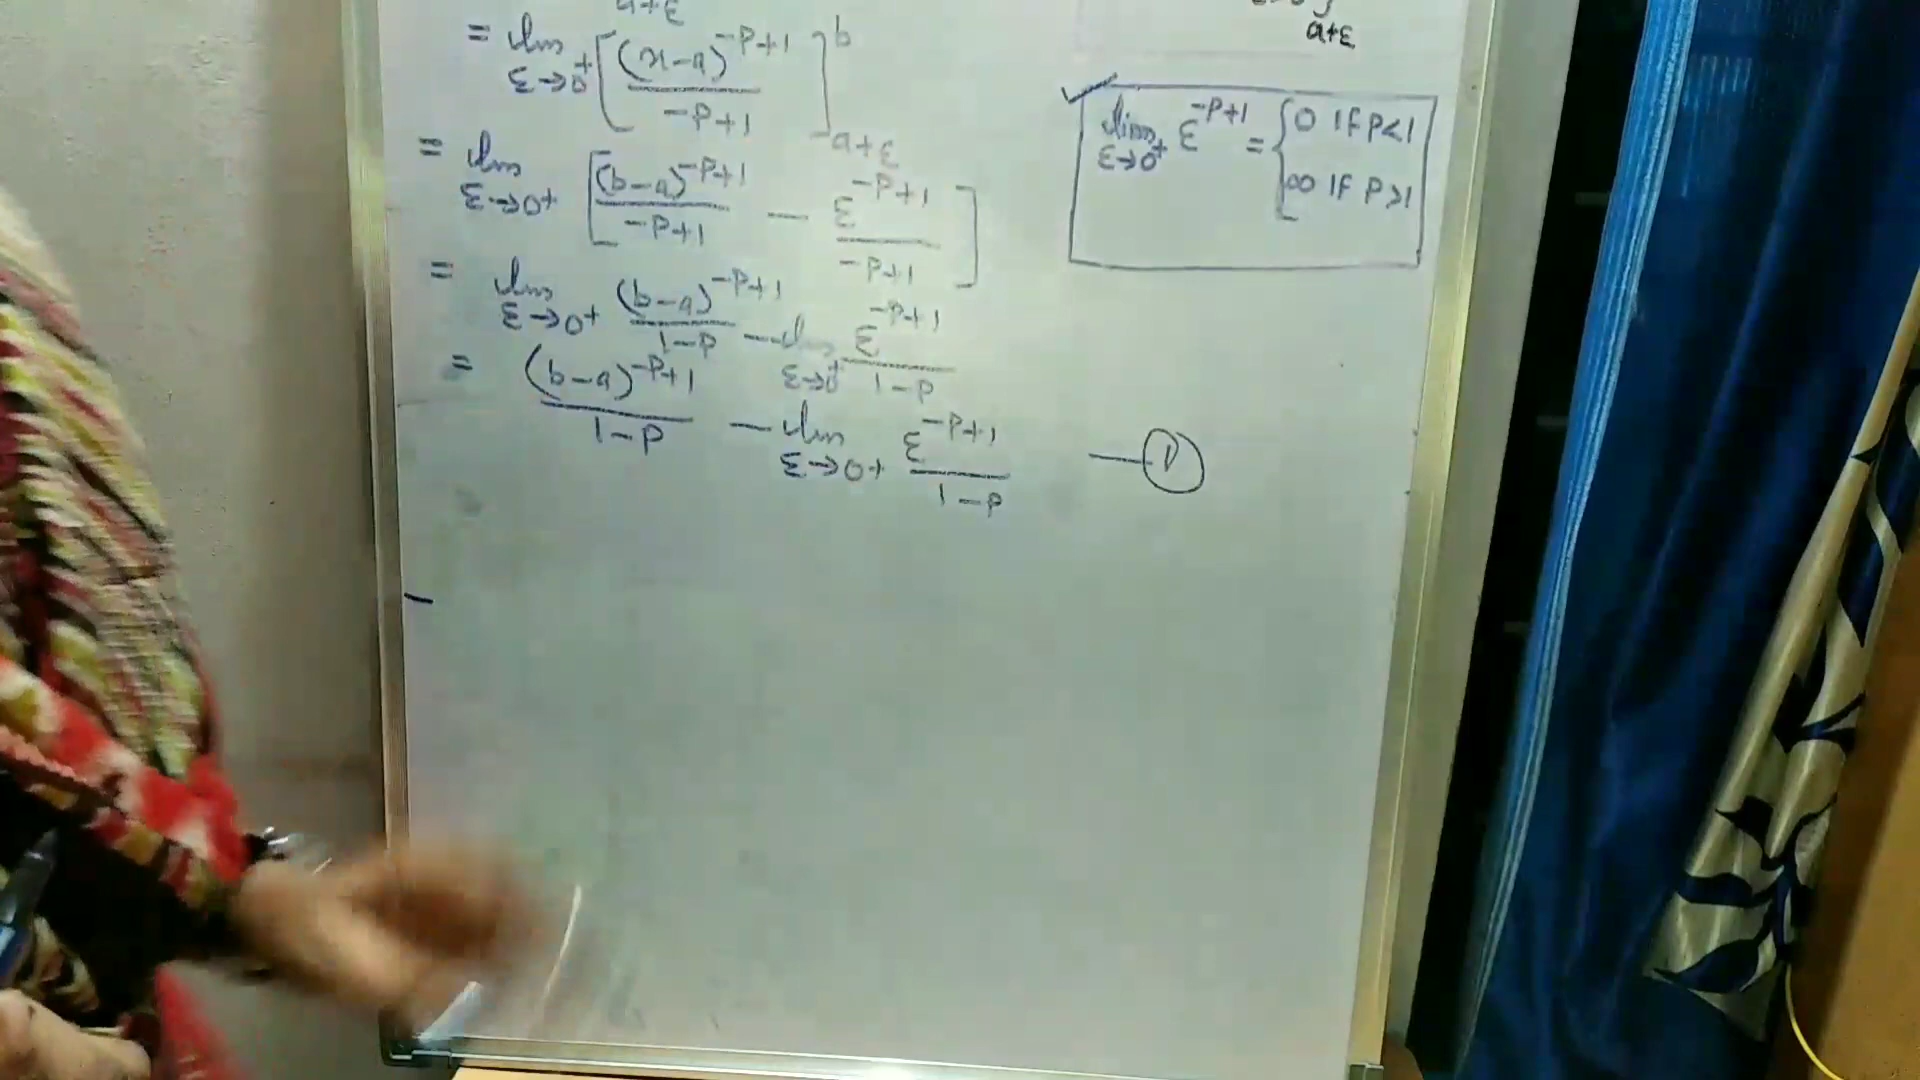 a+ε
= lim ε→0+ [ (x-a)^{-P+1} / -P+1 ]_{a+ε}^{b}
= lim ε→0+ [ (b-a)^{-P+1} / -P+1 - ε^{-P+1} / -P+1 ]
= lim ε→0+ (b-a)^{-P+1} / 1-P - lim ε→0+ ε^{-P+1} / 1-P
= (b-a)^{-P+1} / 1-P - lim ε→0+ ε^{-P+1} / 1-P — ①
a+ε
lim ε→0+ ε^{-P+1} = { 0 if P<1
∞ if P>1